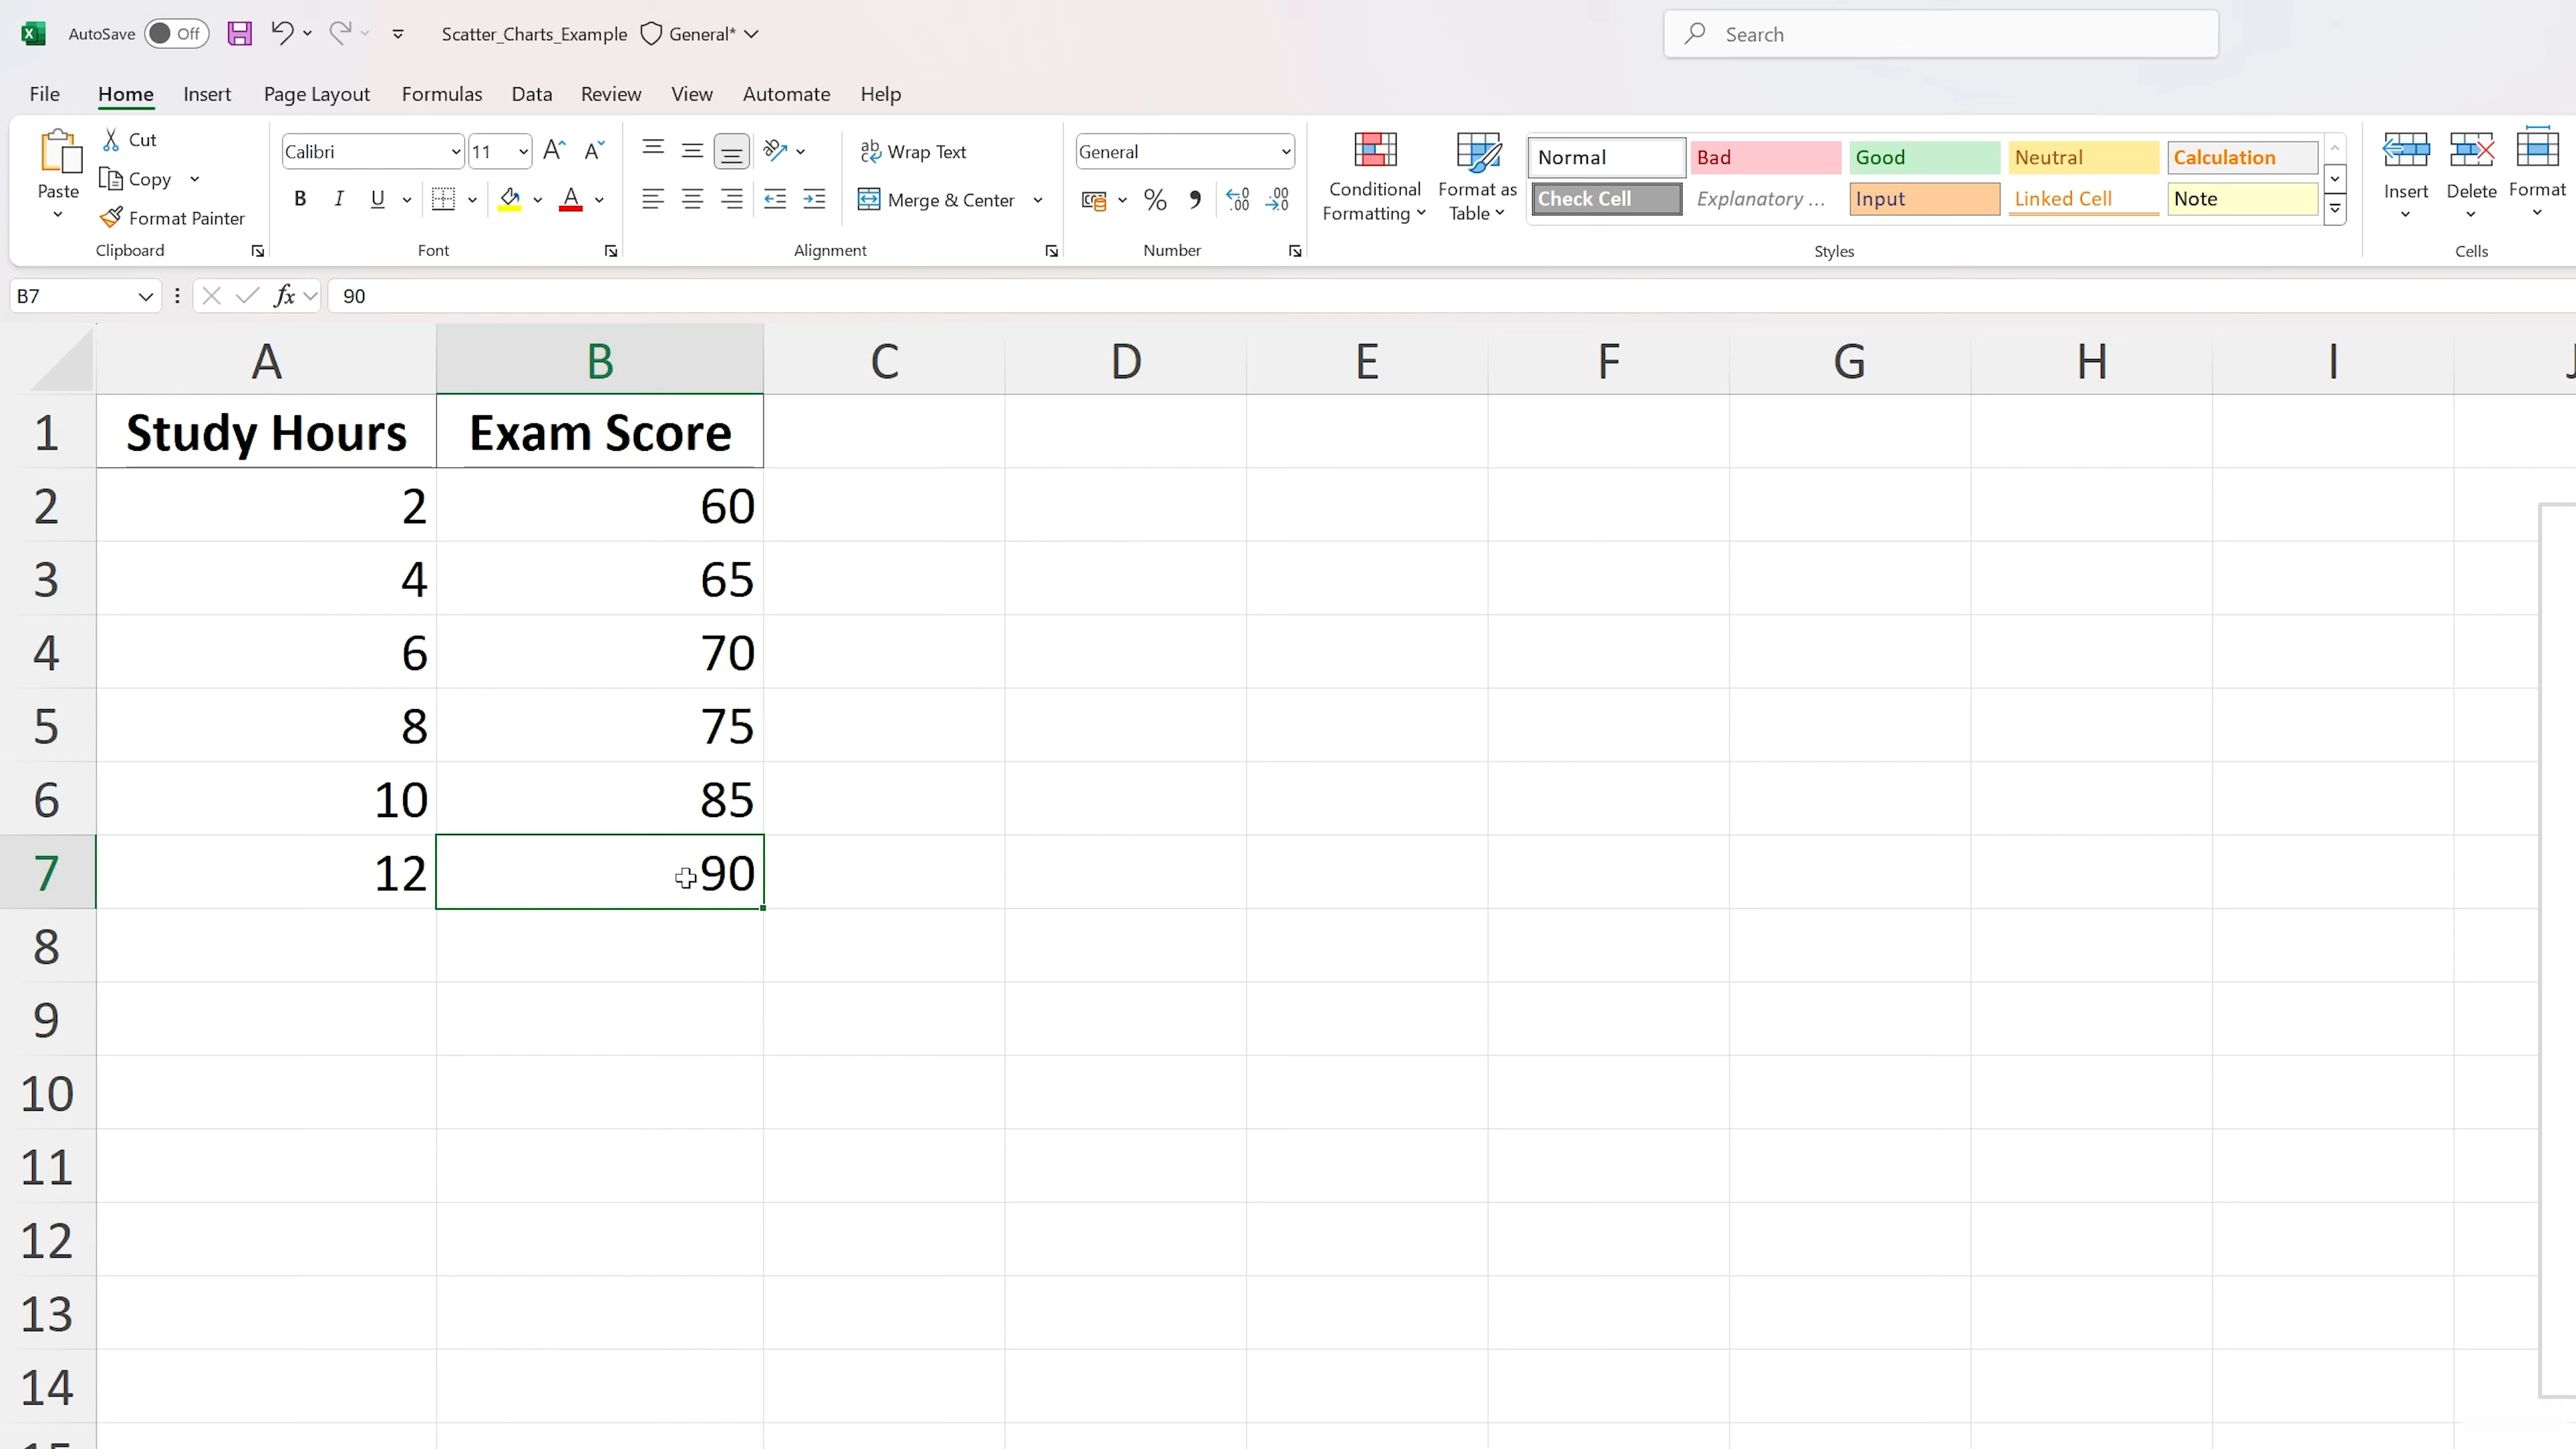 AutoSave Off Scatter_Charts_Example General* Search
File Home Insert Page Layout Formulas Data Review View Automate Help
Paste Cut Copy Format Painter
Clipboard
Calibri 11
B I U A
Font
ab c Wrap Text
Merge & Center
Alignment
General
% , .00
Number
Conditional Formatting
Format as Table
Normal Bad Good Neutral Calculation
Check Cell Explanatory ... Input Linked Cell Note
Styles
Insert Delete Format
Cells
B7 fx 90
A B C D E F G H I
1 Study Hours Exam Score
2 2 60
3 4 65
4 6 70
5 8 75
6 10 85
7 12 90
8
9
10
11
12
13
14